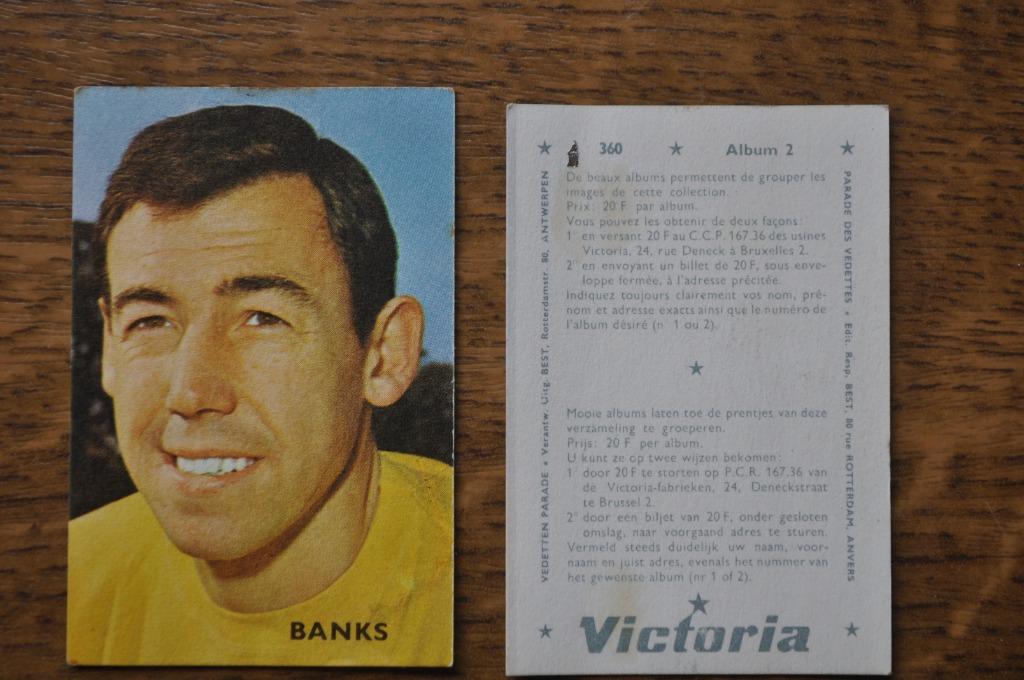 BANKS
360 Album 2
De beaux albums permettent de grouper les
images de cette collection.
Prix: 20 F par album.
Vous pouvez les obtenir de deux façons:
1° en versant 20 F au C.C.P. 167.36 des usines
Victoria, 24, rue Deneck à Bruxelles 2.
2° en envoyant un billet de 20 F, sous enve-
loppe fermée, à l'adresse précitée.
Indiquez toujours clairement vos nom, pré-
nom et adresse exacts ainsi que le numéro de
l'album désiré (n° 1 ou 2).
Mooie albums laten toe de prentjes van deze
verzameling te groeperen.
Prijs: 20 F per album.
U kunt ze op twee wijzen bekomen:
1° door 20 F te storten op P.C.R. 167.36 van
de Victoria-fabrieken, 24, Deneckstraat
te Brussel 2.
2° door een biljet van 20 F, onder gesloten
omslag, naar voorgaand adres te sturen.
Vermeld steeds duidelijk uw naam, voor-
naam en juist adres, evenals het nummer van
het gewenste album (nr 1 of 2).
VEDETTEN PARADE • Verantw. Uitg. BEST, Rotterdamstr. 80, ANTWERPEN
PARADE DES VEDETTES • Edit. Resp. BEST, 80 rue ROTTERDAM, ANVERS
Victoria